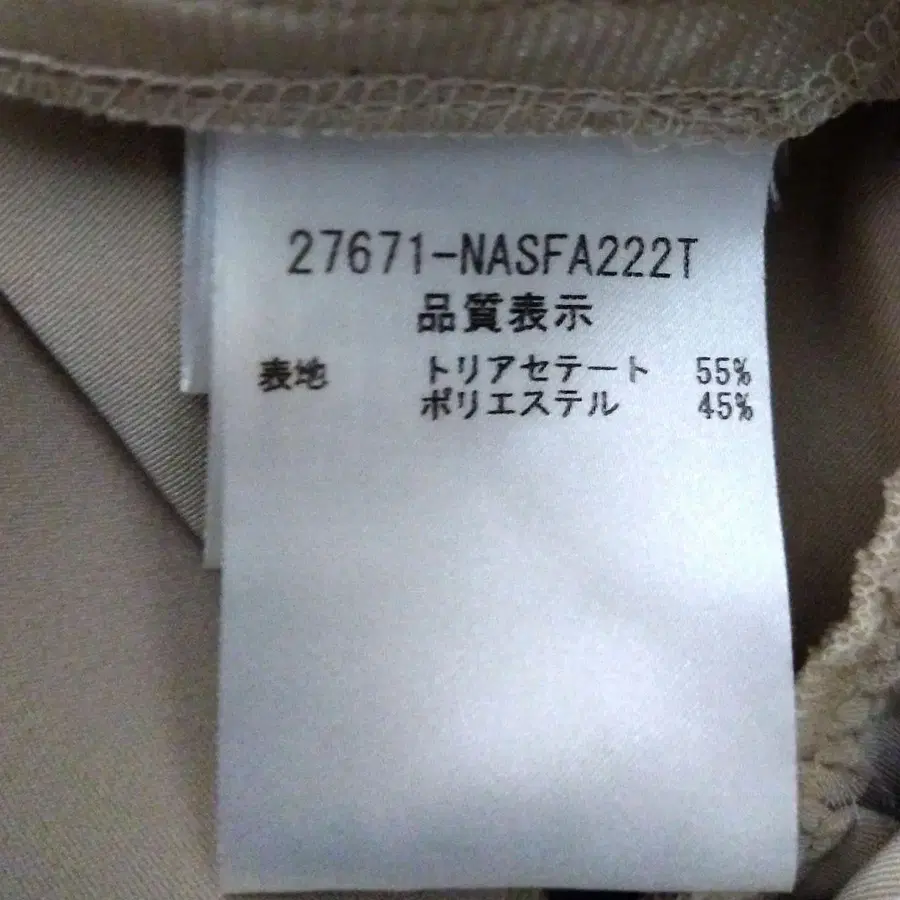 27671-NASFA222T
品質表示
表地 トリアセテート 55%
ポリエステル 45%